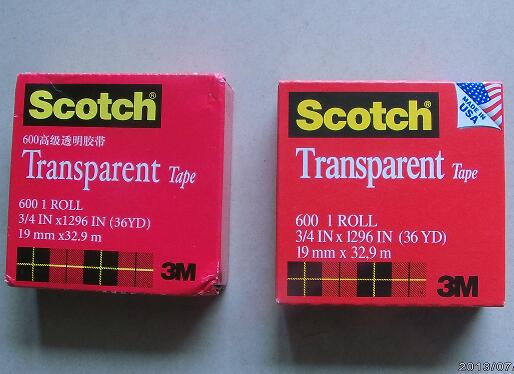 Scotch®
600高级透明胶带
Transparent Tape
600 1 ROLL
3/4 IN x1296 IN (36YD)
19 mm x32.9 m
3M
Scotch®
MADE IN
USA
Transparent Tape
600 1 ROLL
3/4 IN x 1296 IN (36 YD)
19 mm x 32,9 m
3M
2013/07/